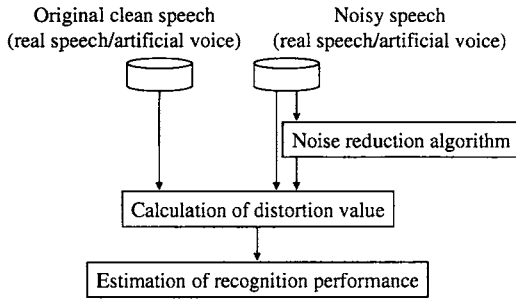 Original clean speech
(real speech/artificial voice)
Noisy speech
(real speech/artificial voice)
Noise reduction algorithm
Calculation of distortion value
Estimation of recognition performance